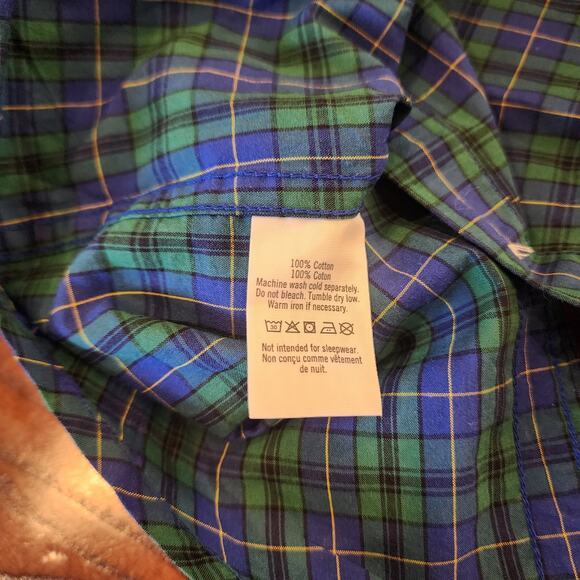 100% Cotton
100% Coton
Machine wash cold separately.
Do not bleach. Tumble dry low.
Warm iron if necessary.
30
Not intended for sleepwear.
Non conçu comme vêtement
de nuit.